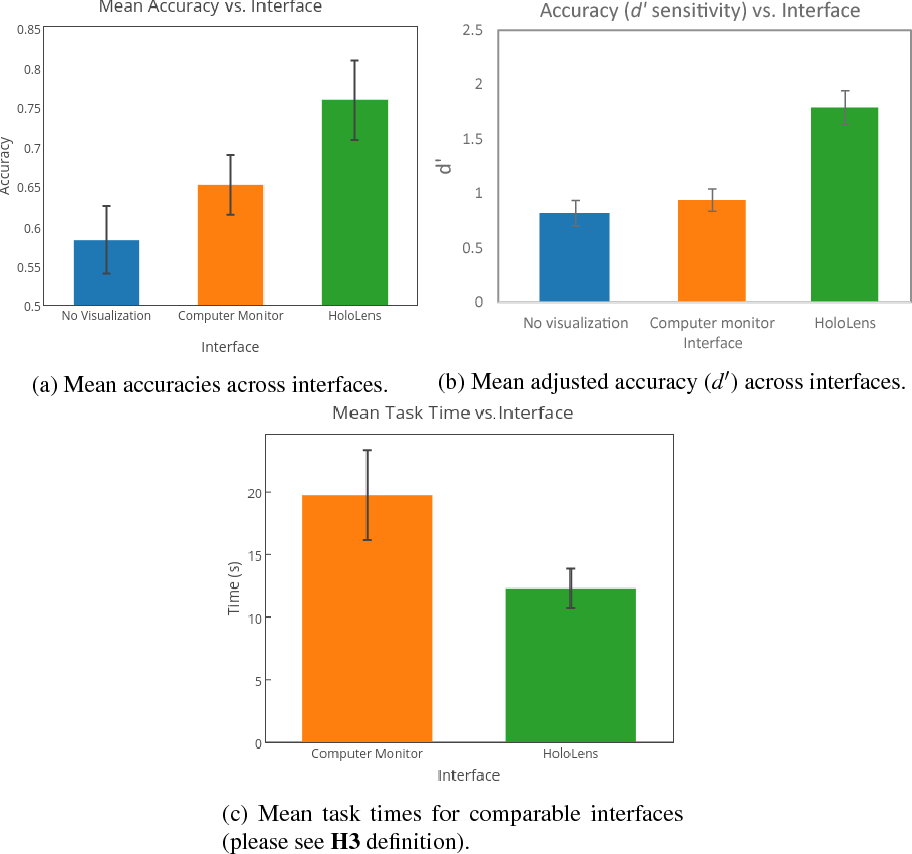 Mean Accuracy vs. Interface
0.85
0.8
0.75
0.7
0.65
0.6
0.55
0.5
Accuracy
No Visualization Computer Monitor HoloLens
Interface
(a) Mean accuracies across interfaces.
Accuracy (d′ sensitivity) vs. Interface
2.5
2
1.5
1
0.5
0
d'
No visualization Computer monitor HoloLens
Interface
(b) Mean adjusted accuracy (d′) across interfaces.
Mean Task Time vs. Interface
20
15
10
5
0
Time (s)
Computer Monitor HoloLens
Interface
(c) Mean task times for comparable interfaces
(please see H3 definition).